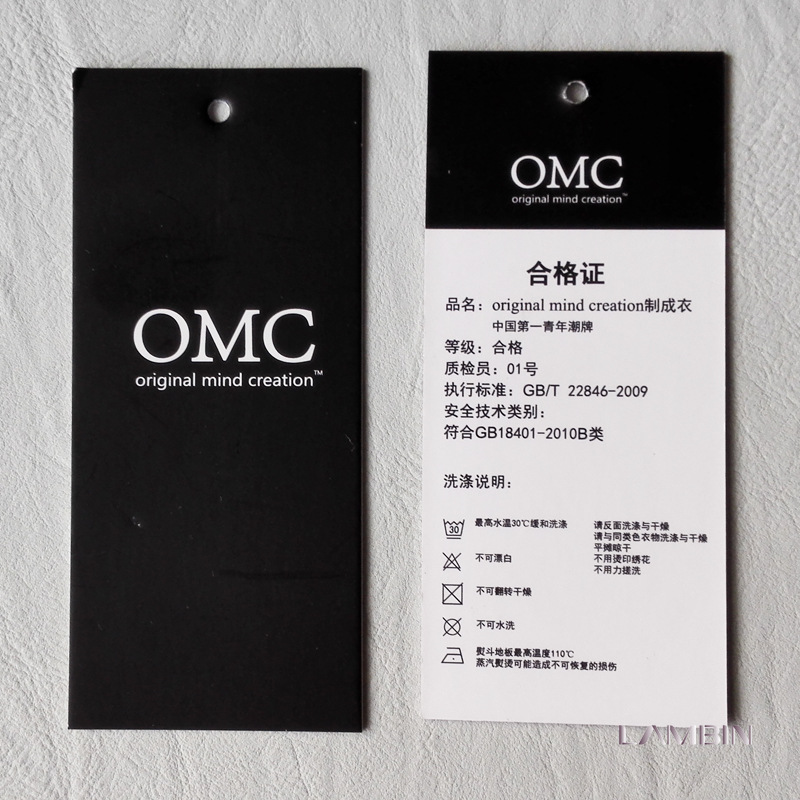 OMC
original mind creation™
OMC
original mind creation™
合格证
品名：original mind creation制成衣
中国第一青年潮牌
等级：合格
质检员：01号
执行标准：GB/T 22846-2009
安全技术类别：
符合GB18401-2010B类
洗涤说明：
30
最高水温30℃缓和洗涤
不可漂白
不可翻转干燥
不可水洗
熨斗地板最高温度110℃
蒸汽熨烫可能造成不可恢复的损伤
请反面洗涤与干燥
请与同类色衣物洗涤与干燥
平摊晾干
不用烫印绣花
不用力搓洗